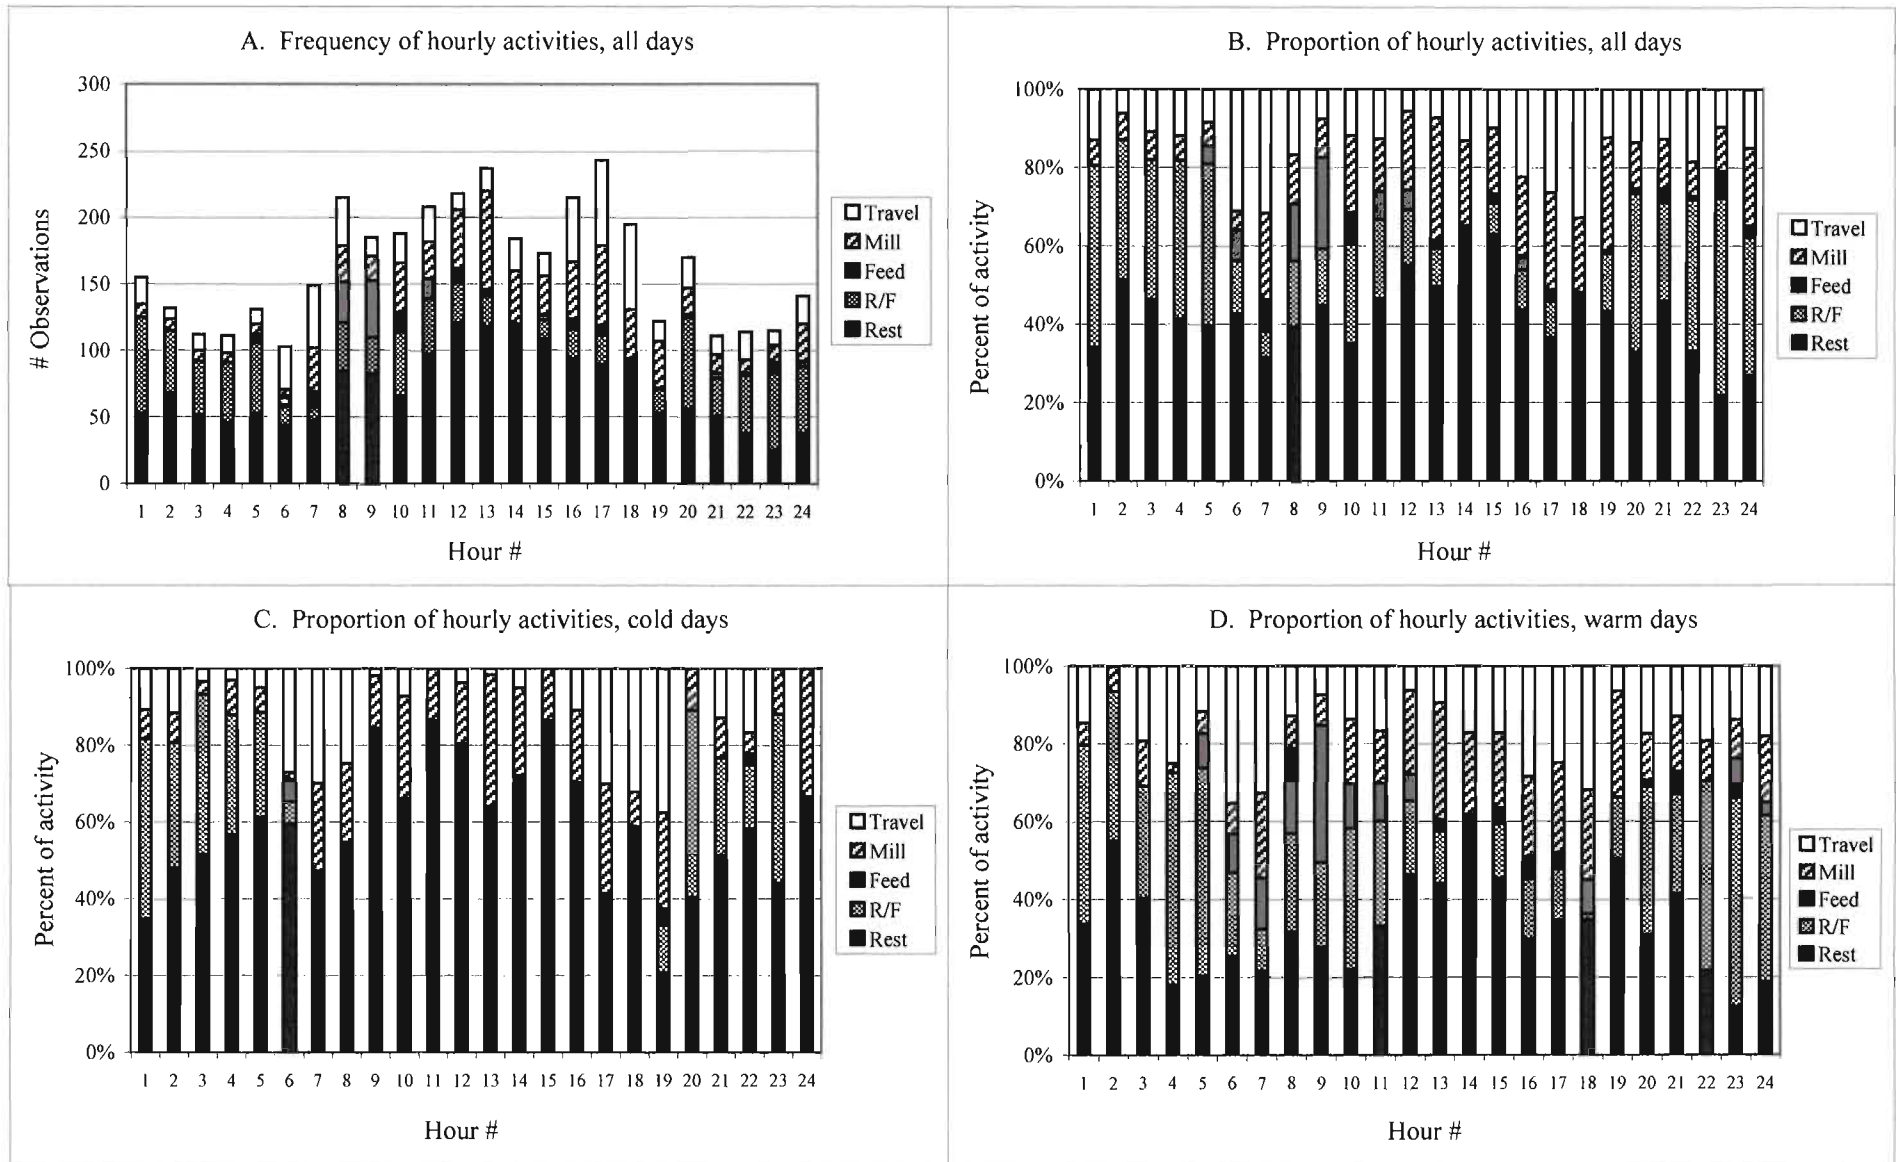 A. Frequency of hourly activities, all days
300
250
200
150
100
50
0
# Observations
1 2 3 4 5 6 7 8 9 10 11 12 13 14 15 16 17 18 19 20 21 22 23 24
Hour #
Travel
Mill
Feed
R/F
Rest
B. Proportion of hourly activities, all days
100%
80%
60%
40%
20%
0%
Percent of activity
1 2 3 4 5 6 7 8 9 10 11 12 13 14 15 16 17 18 19 20 21 22 23 24
Hour #
Travel
Mill
Feed
R/F
Rest
C. Proportion of hourly activities, cold days
100%
80%
60%
40%
20%
0%
Percent of activity
1 2 3 4 5 6 7 8 9 10 11 12 13 14 15 16 17 18 19 20 21 22 23 24
Hour #
Travel
Mill
Feed
R/F
Rest
D. Proportion of hourly activities, warm days
100%
80%
60%
40%
20%
0%
Percent of activity
1 2 3 4 5 6 7 8 9 10 11 12 13 14 15 16 17 18 19 20 21 22 23 24
Hour #
Travel
Mill
Feed
R/F
Rest